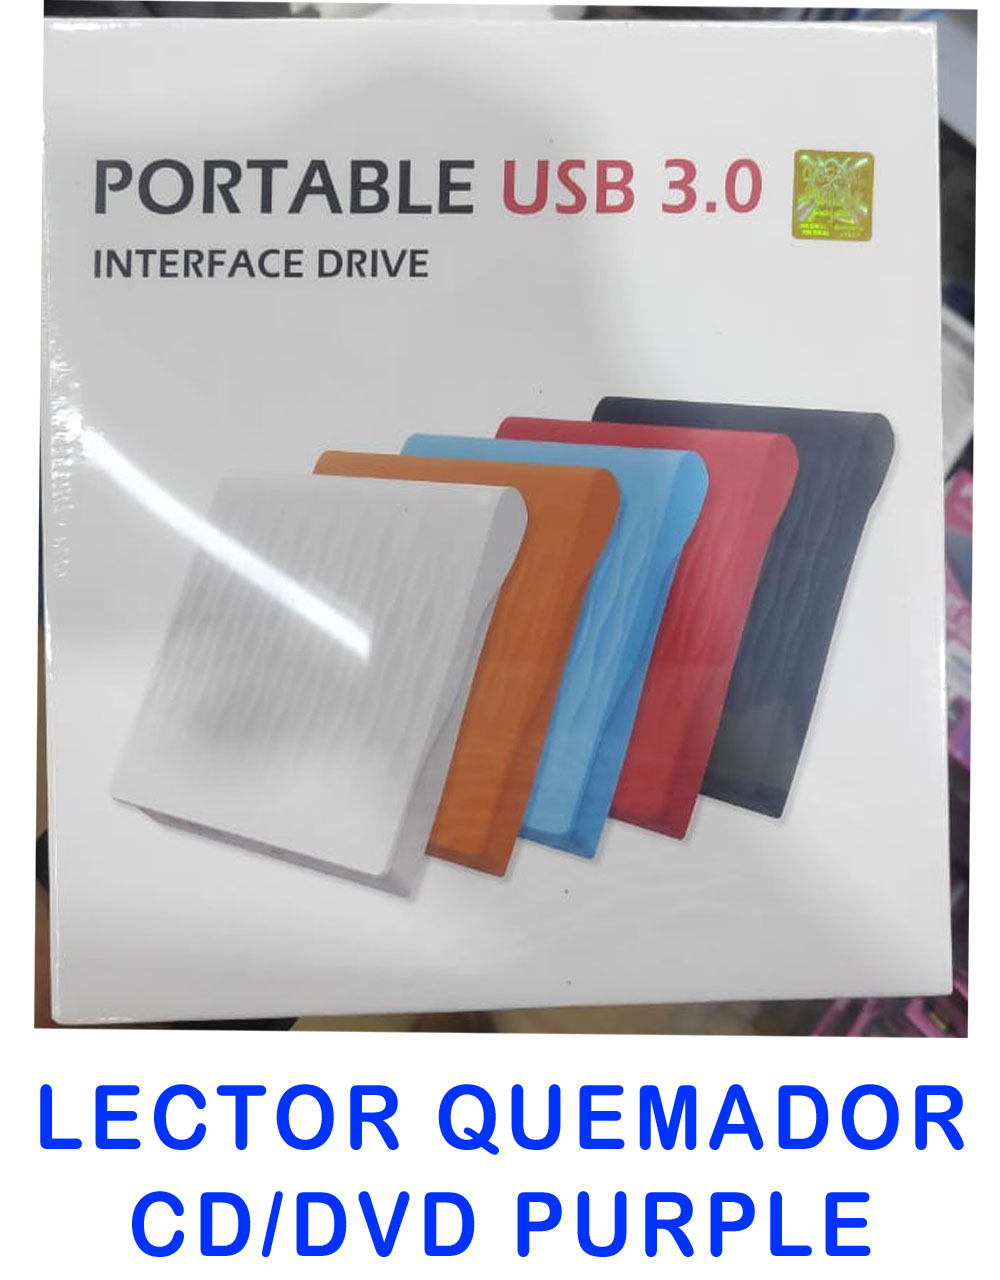 PORTABLE USB 3.0
INTERFACE DRIVE
LECTOR QUEMADOR
CD/DVD PURPLE